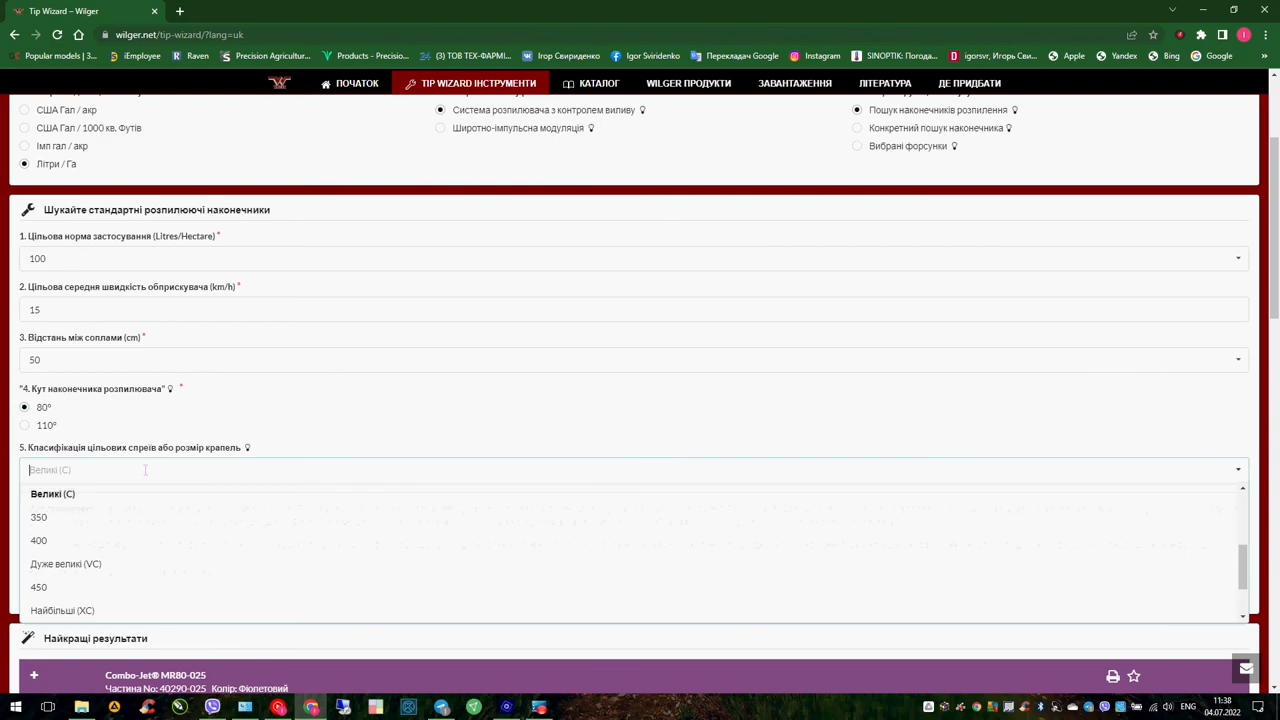 Tip Wizard – Wilger
wilger.net/tip-wizard/?lang=uk
Popular models | 3...
iEmployee
Raven
Precision Agricultur...
Products – Precisio...
(3) ТОВ ТЕХ-ФАРМІ...
Ігор Свириденко
Igor Sviridenko
Перекладач Google
Instagram
SINOPTIK: Погода...
igorsvr, Игорь Свир...
Apple
Yandex
Bing
Google
ПОЧАТОК
TIP WIZARD ІНСТРУМЕНТИ
КАТАЛОГ
WILGER ПРОДУКТИ
ЗАВАНТАЖЕННЯ
ЛІТЕРАТУРА
ДЕ ПРИДБАТИ
США Гал / акр
Система розпилювача з контролем виливу
Пошук наконечників розпилення
США Гал / 1000 кв. Футів
Широтно-імпульсна модуляція
Конкретний пошук наконечника
Імп гал / акр
Вибрані форсунки
Літри / Га
Шукайте стандартні розпилюючі наконечники
1. Цільова норма застосування (Litres/Hectare) *
100
2. Цільова середня швидкість обприскувача (km/h) *
15
3. Відстань між соплами (cm) *
50
"4. Кут наконечника розпилювача" *
80°
110°
5. Класифікація цільових спреїв або розмір крапель
Великі (C)
Великі (C)
350
400
Дуже великі (VC)
450
Найбільші (XC)
Найкращі результати
Combo-Jet® MR80-025
Частина No: 40290-025 Колір: Фіолетовий
ENG
11:38
04.07.2022